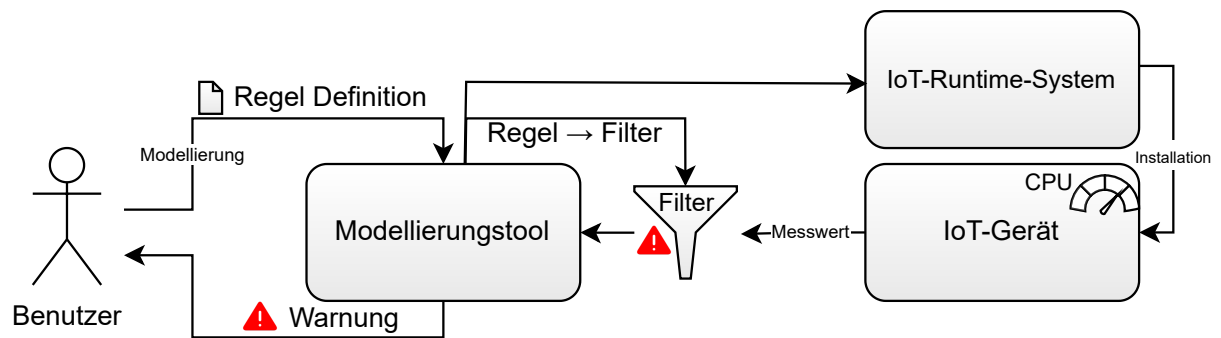 IoT-Runtime-System
Regel Definition
Regel → Filter
Modellierung
Installation
CPU
Filter
Modellierungstool
Messwert
IoT-Gerät
Benutzer
Warnung